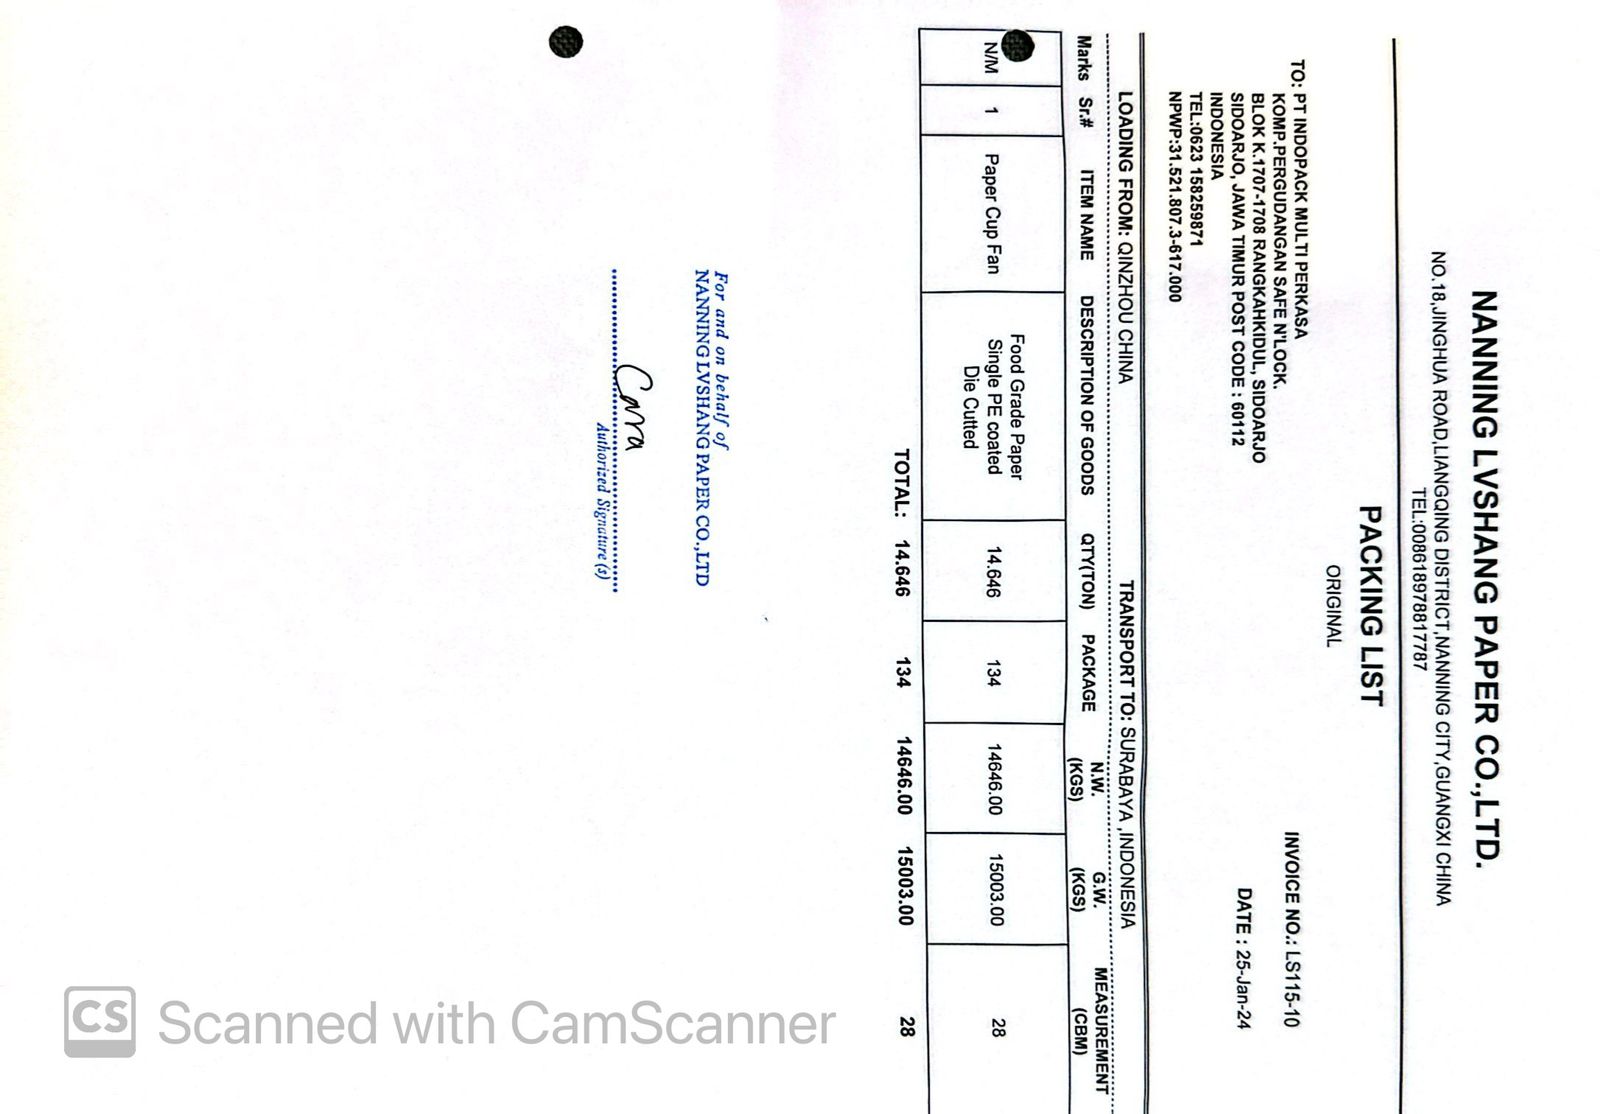 NANNING LVSHANG PAPER CO.,LTD.
NO.18,JINGHUA ROAD,LIANGQING DISTRICT,NANNING CITY,GUANGXI CHINA
TEL:008618978817787
PACKING LIST
ORIGINAL
TO: PT INDOPACK MULTI PERKASA
KOMP.PERGUDANGAN SAFE N'LOCK.
BLOK K.1707-1708 RANGKAHKIDUL, SIDOARJO
SIDOARJO, JAWA TIMUR POST CODE : 60112
INDONESIA
TEL:0623 158259871
NPWP:31.521.807.3-617.000
INVOICE NO.: LS115-10
DATE : 25-Jan-24
LOADING FROM: QINZHOU CHINA TRANSPORT TO: SURABAYA ,INDONESIA
Marks Sr.# ITEM NAME DESCRIPTION OF GOODS QTY(TON) PACKAGE N.W. (KGS) G.W. (KGS) MEASUREMENT (CBM)
N/M 1 Paper Cup Fan Food Grade Paper Single PE coated Die Cutted 14.646 134 14646.00 15003.00 28
TOTAL: 14.646 134 14646.00 15003.00 28
For and on behalf of
NANNING LVSHANG PAPER CO.,LTD
Cara
Authorized Signature (s)
CS Scanned with CamScanner